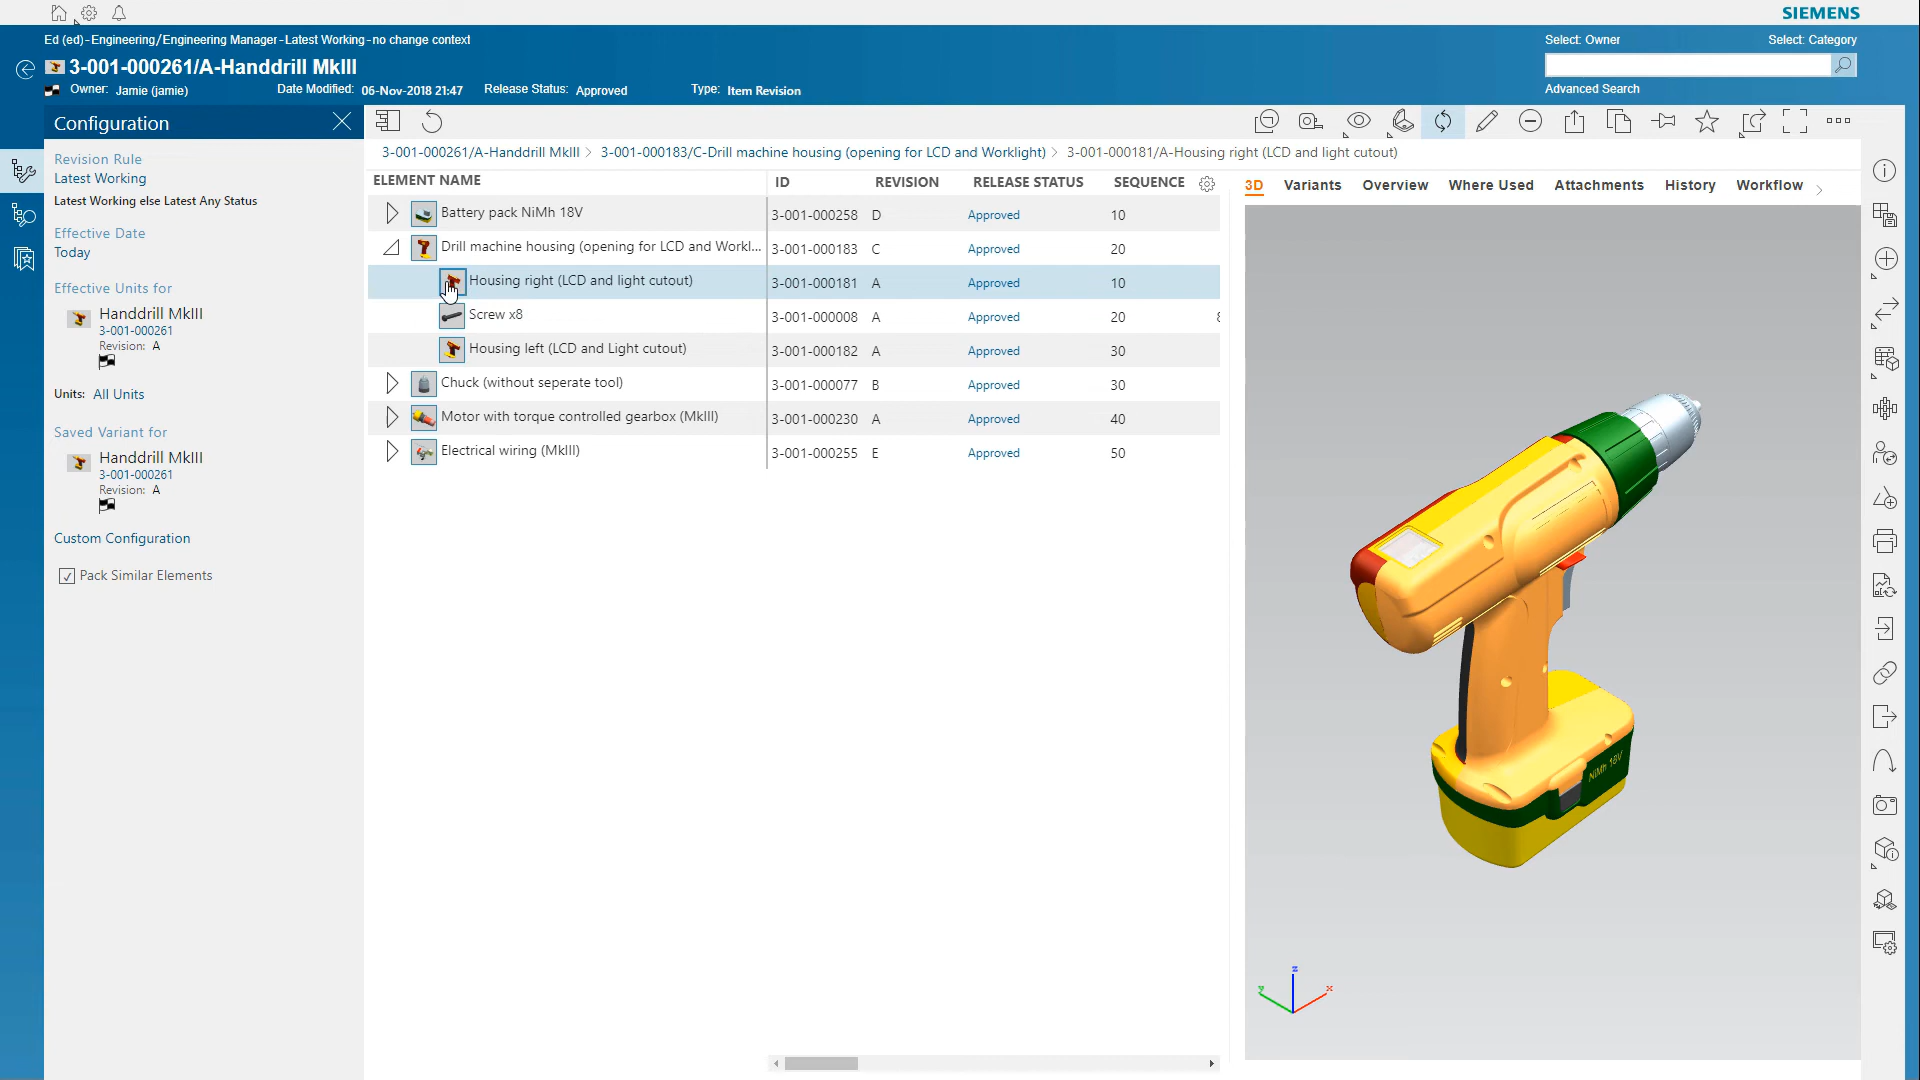 SIEMENS
Ed (ed)-Engineering/Engineering Manager-Latest Working-no change context
Select: Owner
Select: Category
3-001-000261/A-Handdrill MkIII
Owner: Jamie (jamie)
Date Modified: 06-Nov-2018 21:47
Release Status: Approved
Type: Item Revision
Advanced Search
Configuration
Revision Rule
Latest Working
Latest Working else Latest Any Status
Effective Date
Today
Effective Units for
Handdrill MkIII
3-001-000261
Revision: A
Units: All Units
Saved Variant for
Handdrill MkIII
3-001-000261
Revision: A
Custom Configuration
Pack Similar Elements
3-001-000261/A-Handdrill MkIII > 3-001-000183/C-Drill machine housing (opening for LCD and Worklight) > 3-001-000181/A-Housing right (LCD and light cutout)
ELEMENT NAME ID REVISION RELEASE STATUS SEQUENCE
Battery pack NiMh 18V 3-001-000258 D Approved 10
Drill machine housing (opening for LCD and Workl... 3-001-000183 C Approved 20
Housing right (LCD and light cutout) 3-001-000181 A Approved 10
Screw x8 3-001-000008 A Approved 20
Housing left (LCD and Light cutout) 3-001-000182 A Approved 30
Chuck (without seperate tool) 3-001-000077 B Approved 30
Motor with torque controlled gearbox (MkIII) 3-001-000230 A Approved 40
Electrical wiring (MkIII) 3-001-000255 E Approved 50
3D Variants Overview Where Used Attachments History Workflow
NiMh 18V
z
y
x